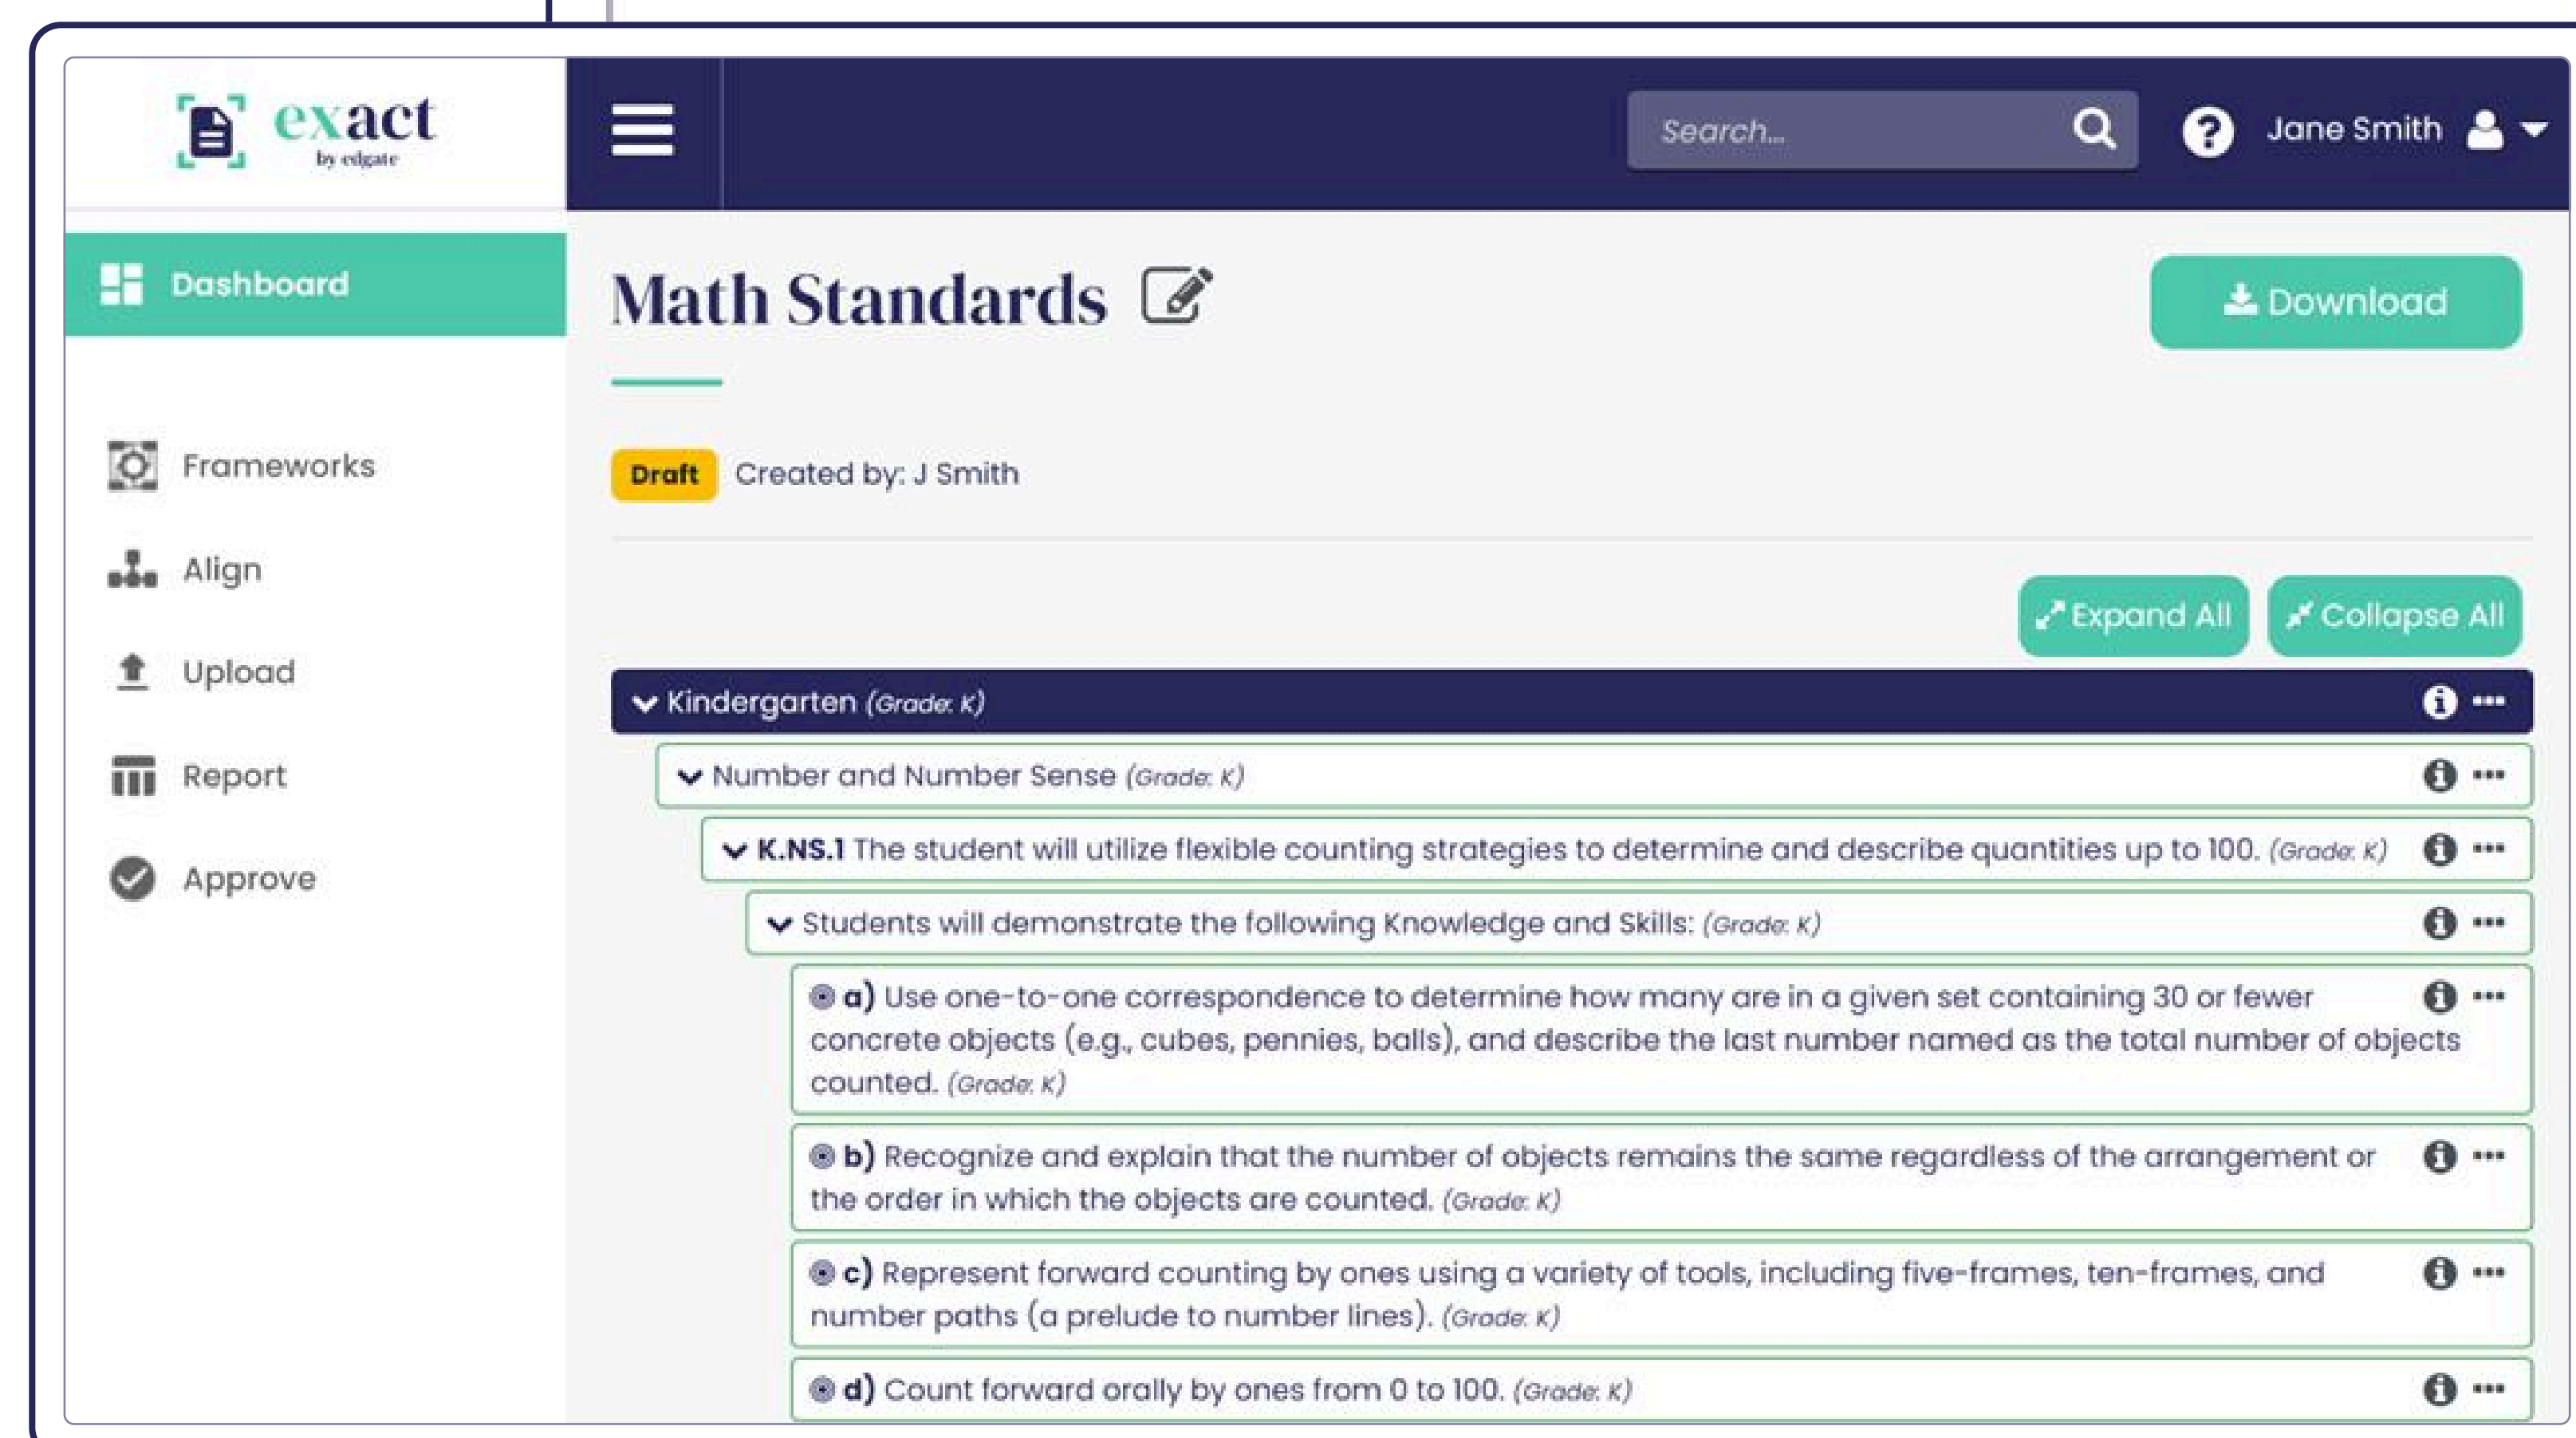 exact
by edgate
Search...
Jane Smith
Dashboard
Frameworks
Align
Upload
Report
Approve
Math Standards
Download
Draft Created by: J Smith
Expand All Collapse All
Kindergarten (Grade: K)
Number and Number Sense (Grade: K)
K.NS.1 The student will utilize flexible counting strategies to determine and describe quantities up to 100. (Grade: K)
Students will demonstrate the following Knowledge and Skills: (Grade: K)
a) Use one-to-one correspondence to determine how many are in a given set containing 30 or fewer
concrete objects (e.g., cubes, pennies, balls), and describe the last number named as the total number of objects
counted. (Grade: K)
b) Recognize and explain that the number of objects remains the same regardless of the arrangement or
the order in which the objects are counted. (Grade: K)
c) Represent forward counting by ones using a variety of tools, including five-frames, ten-frames, and
number paths (a prelude to number lines). (Grade: K)
d) Count forward orally by ones from 0 to 100. (Grade: K)